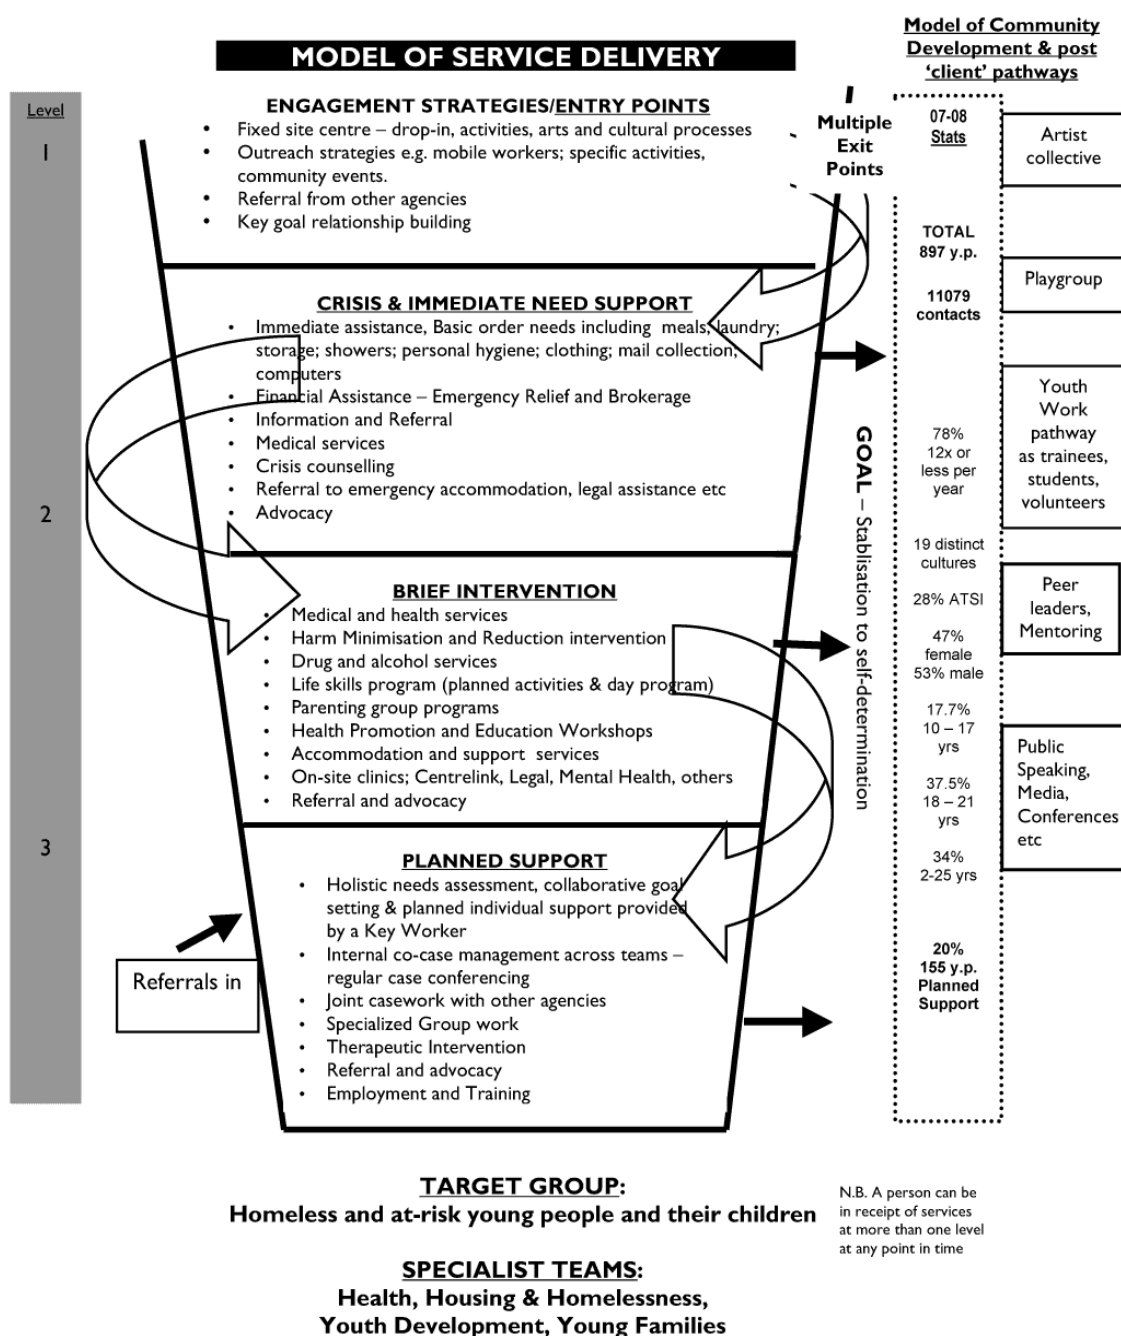 MODEL OF SERVICE DELIVERY
Model of Community
Development & post
‘client’ pathways
Level
1
2
3
ENGAGEMENT STRATEGIES/ENTRY POINTS
• Fixed site centre – drop-in, activities, arts and cultural processes
• Outreach strategies e.g. mobile workers; specific activities,
community events.
• Referral from other agencies
• Key goal relationship building
Multiple
Exit
Points
CRISIS & IMMEDIATE NEED SUPPORT
• Immediate assistance, Basic order needs including meals; laundry;
storage; showers; personal hygiene; clothing; mail collection,
computers
• Financial Assistance – Emergency Relief and Brokerage
• Information and Referral
• Medical services
• Crisis counselling
• Referral to emergency accommodation, legal assistance etc
• Advocacy
BRIEF INTERVENTION
• Medical and health services
• Harm Minimisation and Reduction intervention
• Drug and alcohol services
• Life skills program (planned activities & day program)
• Parenting group programs
• Health Promotion and Education Workshops
• Accommodation and support services
• On-site clinics; Centrelink, Legal, Mental Health, others
• Referral and advocacy
PLANNED SUPPORT
• Holistic needs assessment, collaborative goal
setting & planned individual support provided
by a Key Worker
• Internal co-case management across teams –
regular case conferencing
• Joint casework with other agencies
• Specialized Group work
• Therapeutic Intervention
• Referral and advocacy
• Employment and Training
Referrals in
GOAL – Stablisation to self-determination
07-08
Stats
TOTAL
897 y.p.
11079
contacts
78%
12x or
less per
year
19 distinct
cultures
28% ATSI
47%
female
53% male
17.7%
10 – 17
yrs
37.5%
18 – 21
yrs
34%
2-25 yrs
20%
155 y.p.
Planned
Support
Artist
collective
Playgroup
Youth
Work
pathway
as trainees,
students,
volunteers
Peer
leaders,
Mentoring
Public
Speaking,
Media,
Conferences
etc
TARGET GROUP:
Homeless and at-risk young people and their children
N.B. A person can be
in receipt of services
at more than one level
at any point in time
SPECIALIST TEAMS:
Health, Housing & Homelessness,
Youth Development, Young Families